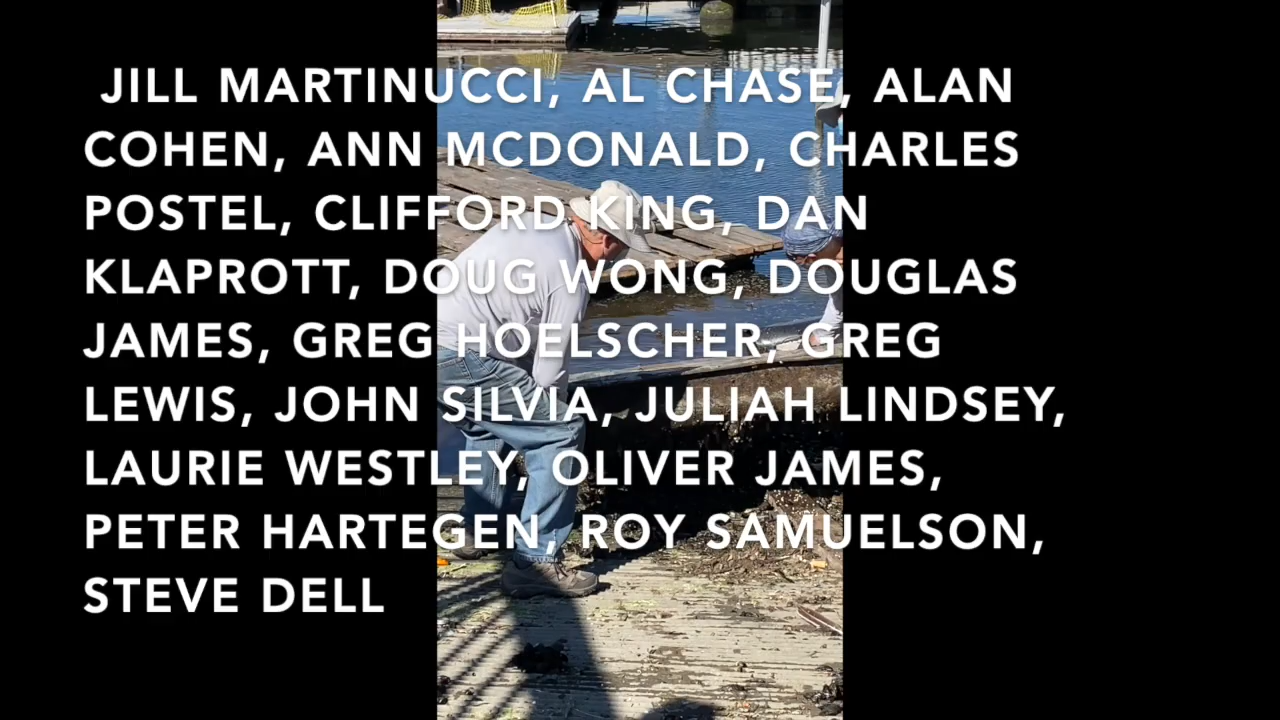 JILL MARTINUCCI, AL CHASE, ALAN
COHEN, ANN MCDONALD, CHARLES
POSTEL, CLIFFORD KING, DAN
KLAPROTT, DOUG WONG, DOUGLAS
JAMES, GREG HOELSCHER, GREG
LEWIS, JOHN SILVIA, JULIAH LINDSEY,
LAURIE WESTLEY, OLIVER JAMES,
PETER HARTEGEN, ROY SAMUELSON,
STEVE DELL